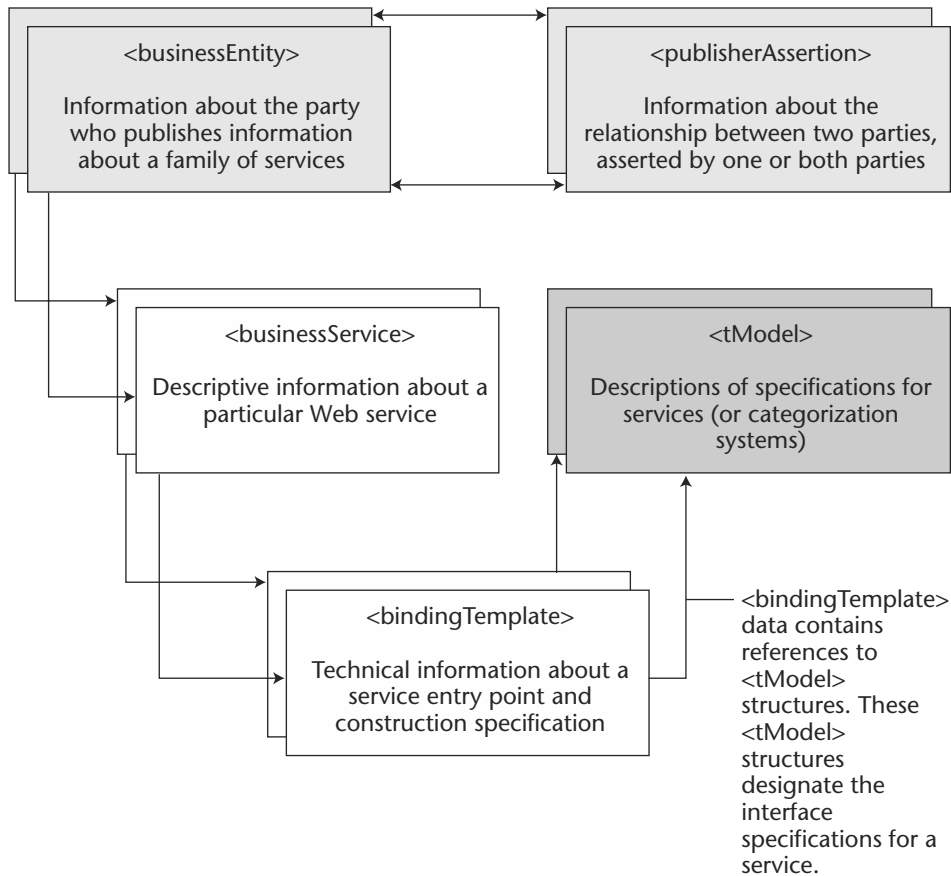 <businessEntity>
Information about the party
who publishes information
about a family of services
<publisherAssertion>
Information about the
relationship between two parties,
asserted by one or both parties
<businessService>
Descriptive information about a
particular Web service
<tModel>
Descriptions of specifications for
services (or categorization
systems)
<bindingTemplate>
Technical information about a
service entry point and
construction specification
<bindingTemplate>
data contains
references to
<tModel>
structures. These
<tModel>
structures
designate the
interface
specifications for a
service.